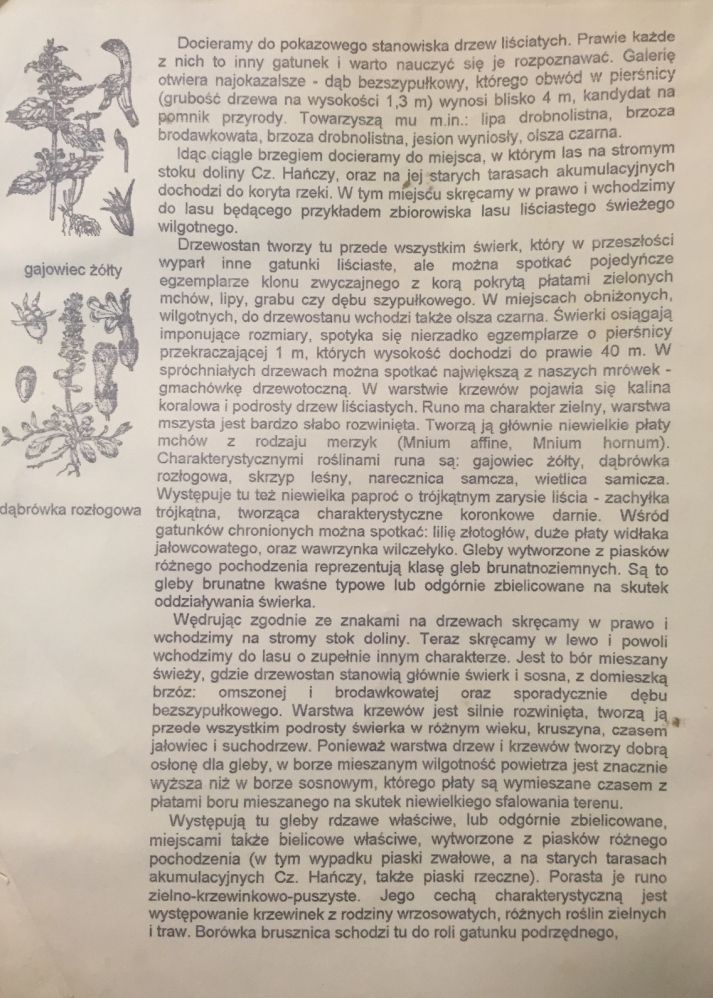 Docieramy do pokazowego stanowiska drzew liściatych. Prawie każde
z nich to inny gatunek i warto nauczyć się je rozpoznawać. Galerię
otwiera najokazalsze - dąb bezszypułkowy, którego obwód w pierśnicy
(grubość drzewa na wysokości 1,3 m) wynosi blisko 4 m, kandydat na
pomnik przyrody. Towarzyszą mu m.in.: lipa drobnolistna, brzoza
brodawkowata, brzoza drobnolistna, jesion wyniosły, olsza czarna.
Idąc ciągle brzegiem docieramy do miejsca, w którym las na stromym
stoku doliny Cz. Hańczy, oraz na jej starych tarasach akumulacyjnych
dochodzi do koryta rzeki. W tym miejscu skręcamy w prawo i wchodzimy
do lasu będącego przykładem zbiorowiska lasu liściastego świeżego
wilgotnego.
Drzewostan tworzy tu przede wszystkim świerk, który w przeszłości
wyparł inne gatunki liściaste, ale można spotkać pojedyńcze
egzemplarze klonu zwyczajnego z korą pokrytą płatami zielonych
mchów, lipy, grabu czy dębu szypułkowego. W miejscach obniżonych,
wilgotnych, do drzewostanu wchodzi także olsza czarna. Świerki osiągają
imponujące rozmiary, spotyka się nierzadko egzemplarze o pierśnicy
przekraczającej 1 m, których wysokość dochodzi do prawie 40 m. W
spróchniałych drzewach można spotkać największą z naszych mrówek -
gmachówkę drzewotoczną. W warstwie krzewów pojawia się kalina
koralowa i podrosty drzew liściastych. Runo ma charakter zielny, warstwa
mszysta jest bardzo słabo rozwinięta. Tworzą ją głównie niewielkie płaty
mchów z rodzaju merzyk (Mnium affine, Mnium hornum).
Charakterystycznymi roślinami runa są: gajowiec żółty, dąbrówka
rozłogowa, skrzyp leśny, narecznica samcza, wietlica samicza.
Występuje tu też niewielka paproć o trójkątnym zarysie liścia - zachyłka
trójkątna, tworząca charakterystyczne koronkowe darnie. Wśród
gatunków chronionych można spotkać: lilię złotogłów, duże płaty widłaka
jałowcowatego, oraz wawrzynka wilczełyko. Gleby wytworzone z piasków
różnego pochodzenia reprezentują klasę gleb brunatnoziemnych. Są to
gleby brunatne kwaśne typowe lub odgórnie zbielicowane na skutek
oddziaływania świerka.
Wędrując zgodnie ze znakami na drzewach skręcamy w prawo i
wchodzimy na stromy stok doliny. Teraz skręcamy w lewo i powoli
wchodzimy do lasu o zupełnie innym charakterze. Jest to bór mieszany
świeży, gdzie drzewostan stanowią głównie świerk i sosna, z domieszką
brzóz: omszonej i brodawkowatej oraz sporadycznie dębu
bezszypułkowego. Warstwa krzewów jest silnie rozwinięta, tworzą ją
przede wszystkim podrosty świerka w różnym wieku, kruszyna, czasem
jałowiec i suchodrzew. Ponieważ warstwa drzew i krzewów tworzy dobrą
osłonę dla gleby, w borze mieszanym wilgotność powietrza jest znacznie
wyższa niż w borze sosnowym, którego płaty są wymieszane czasem z
płatami boru mieszanego na skutek niewielkiego sfalowania terenu.
Występują tu gleby rdzawe właściwe, lub odgórnie zbielicowane,
miejscami także bielicowe właściwe, wytworzone z piasków różnego
pochodzenia (w tym wypadku piaski zwałowe, a na starych tarasach
akumulacyjnych Cz. Hańczy, także piaski rzeczne). Porasta je runo
zielno-krzewinkowo-puszyste. Jego cechą charakterystyczną jest
występowanie krzewinek z rodziny wrzosowatych, różnych roślin zielnych
i traw. Borówka brusznica schodzi tu do roli gatunku podrzędnego,
gajowiec żółty
dąbrówka rozłogowa